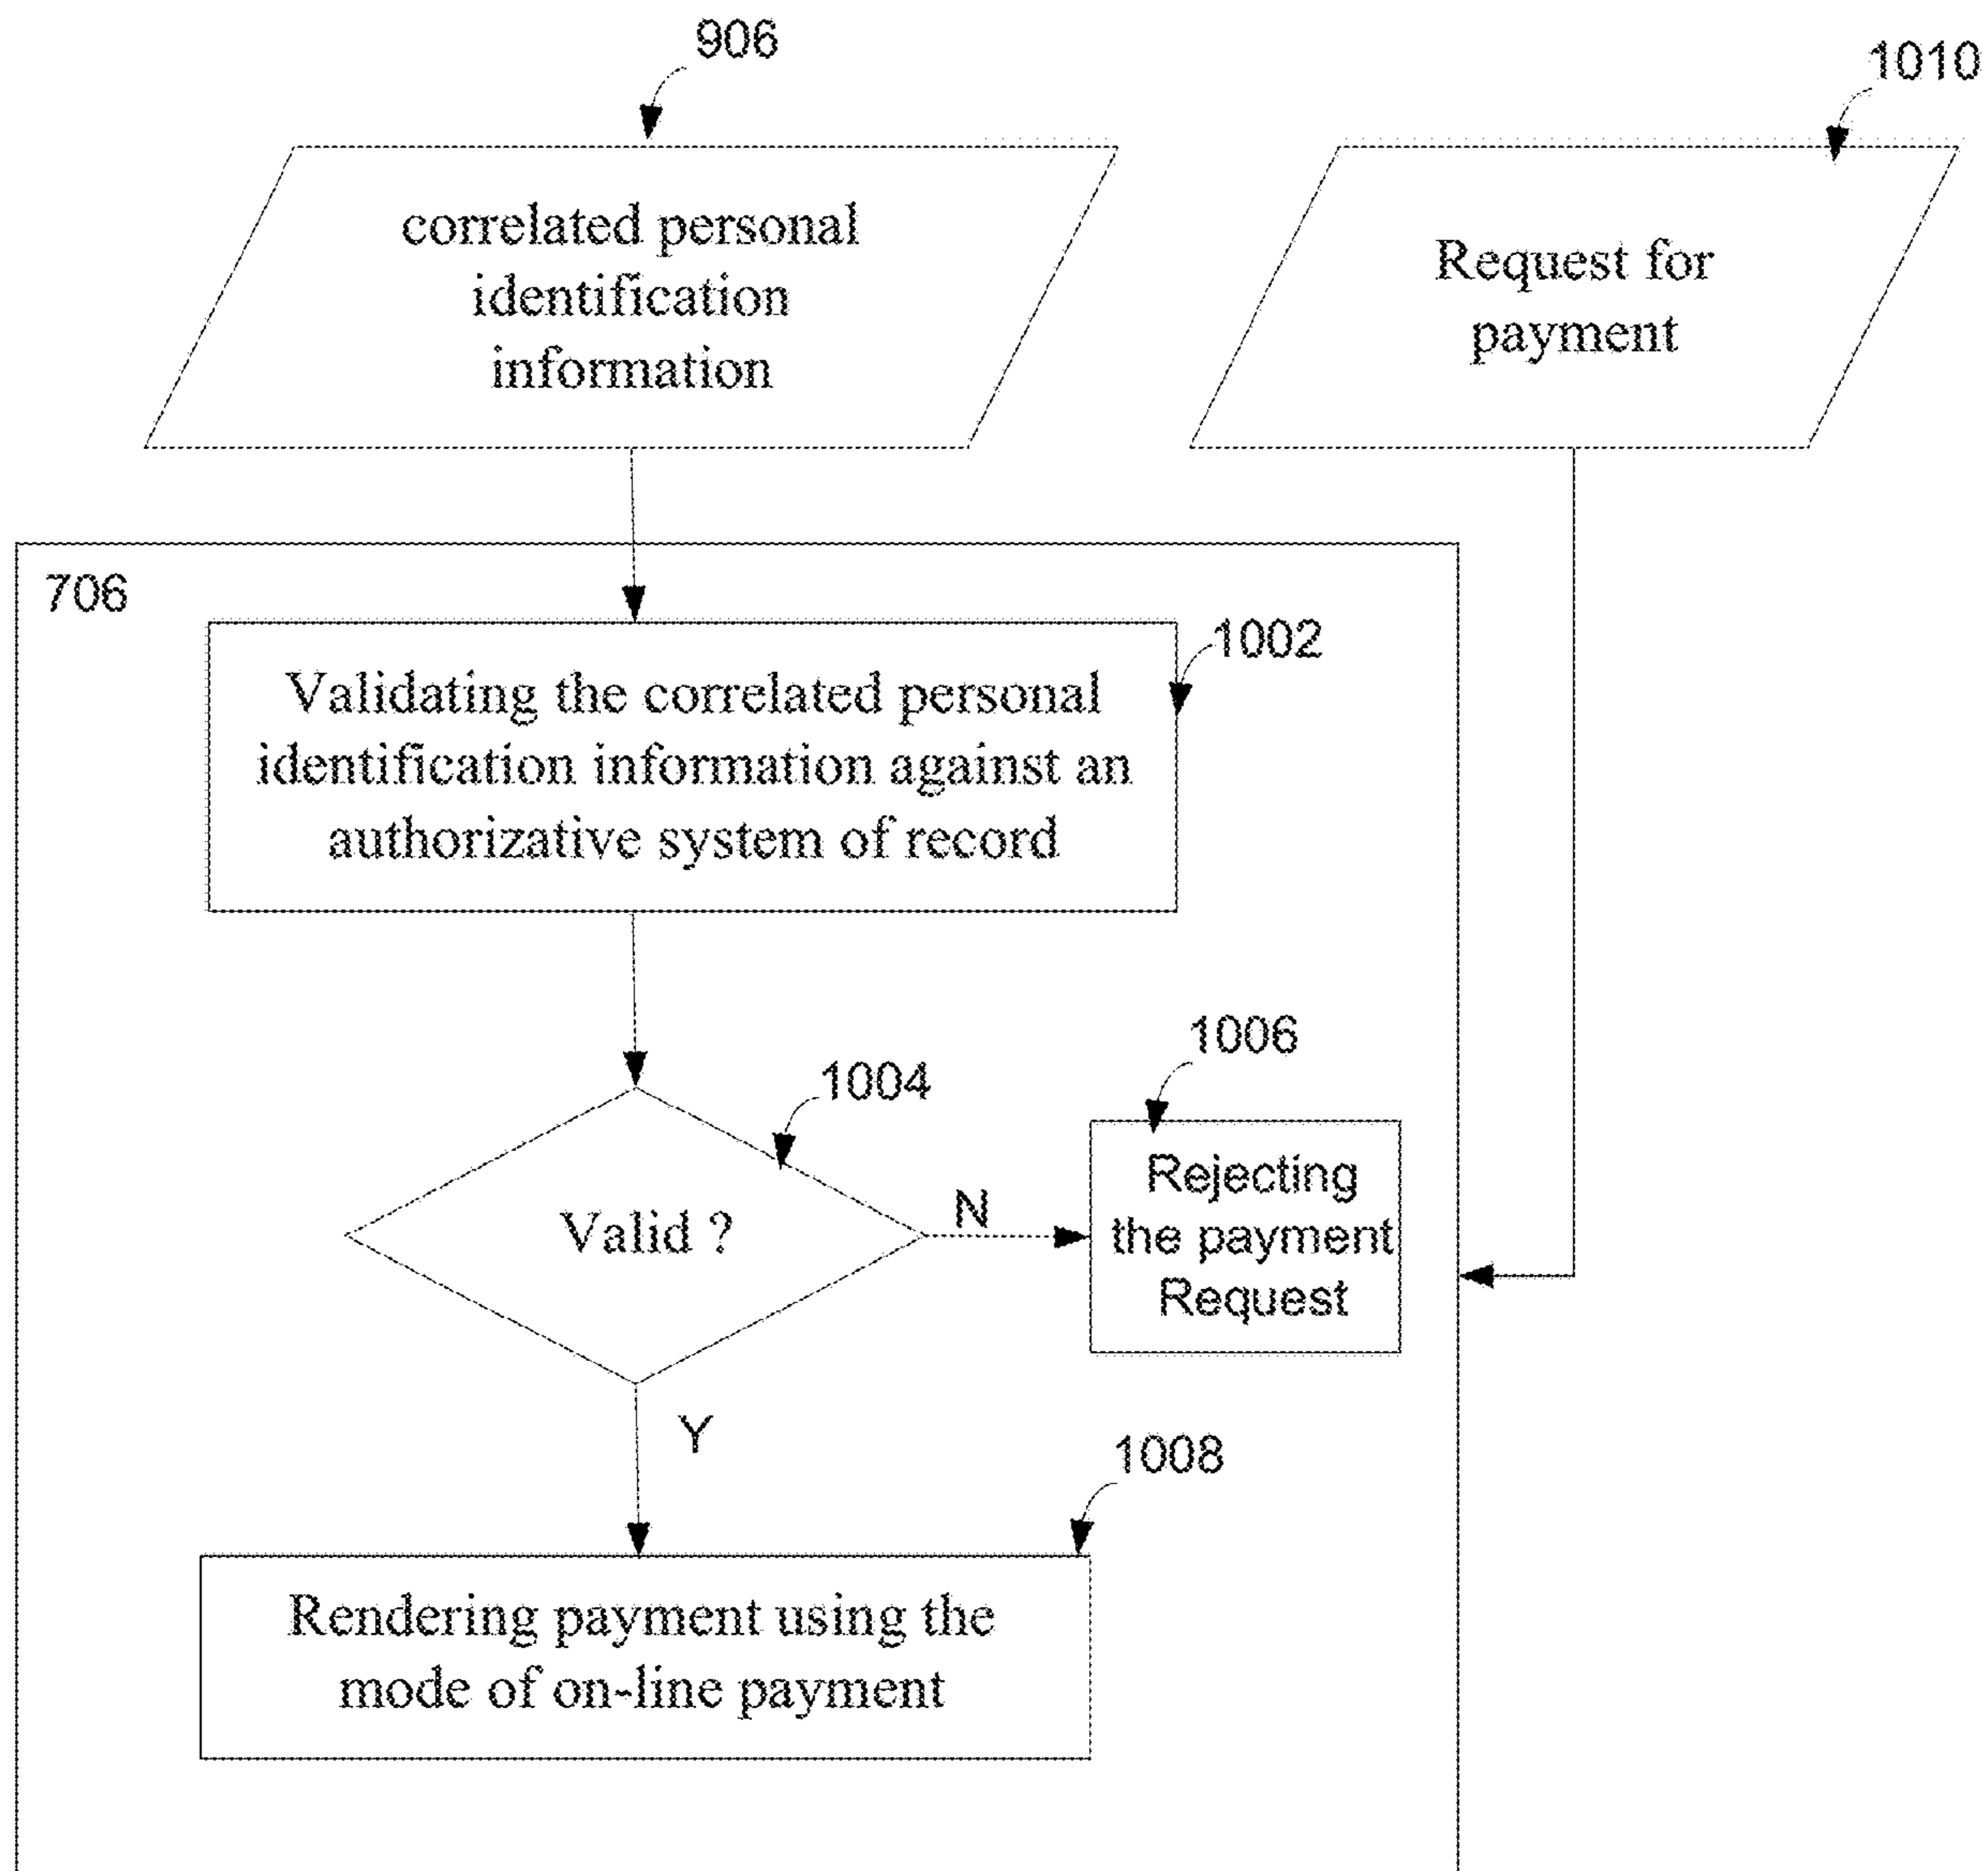 906
1010
correlated personal
identification
information
Request for
payment
706
1002
Validating the correlated personal
identification information against an
authorizative system of record
1004
1006
Valid ?
N
Rejecting
the payment
Request
Y
1008
Rendering payment using the
mode of on-line payment